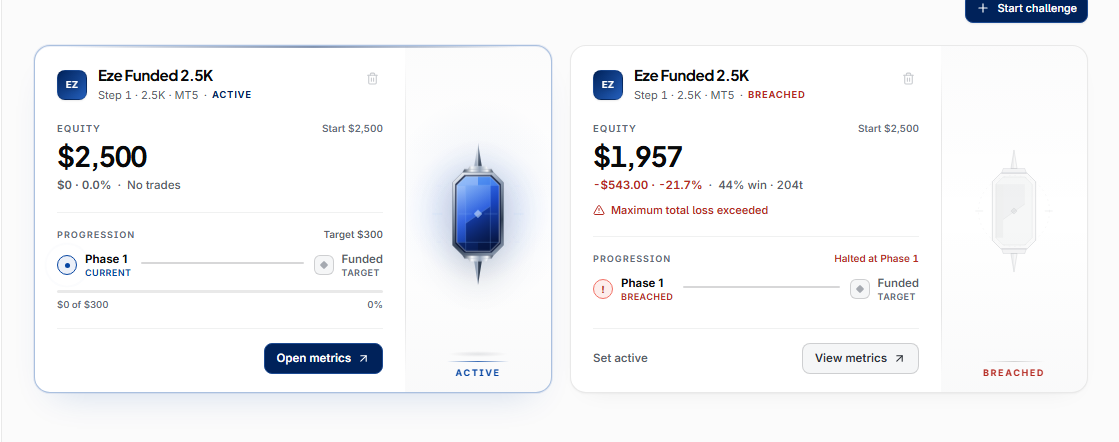 + Start challenge
EZ
Eze Funded 2.5K
Step 1 · 2.5K · MT5 · ACTIVE
EQUITY
Start $2,500
$2,500
$0 · 0.0% · No trades
PROGRESSION
Target $300
Phase 1
CURRENT
Funded
TARGET
$0 of $300
0%
Open metrics
ACTIVE
EZ
Eze Funded 2.5K
Step 1 · 2.5K · MT5 · BREACHED
EQUITY
Start $2,500
$1,957
-$543.00 · -21.7% · 44% win · 204t
Maximum total loss exceeded
PROGRESSION
Halted at Phase 1
!
Phase 1
BREACHED
Funded
TARGET
Set active
View metrics
BREACHED